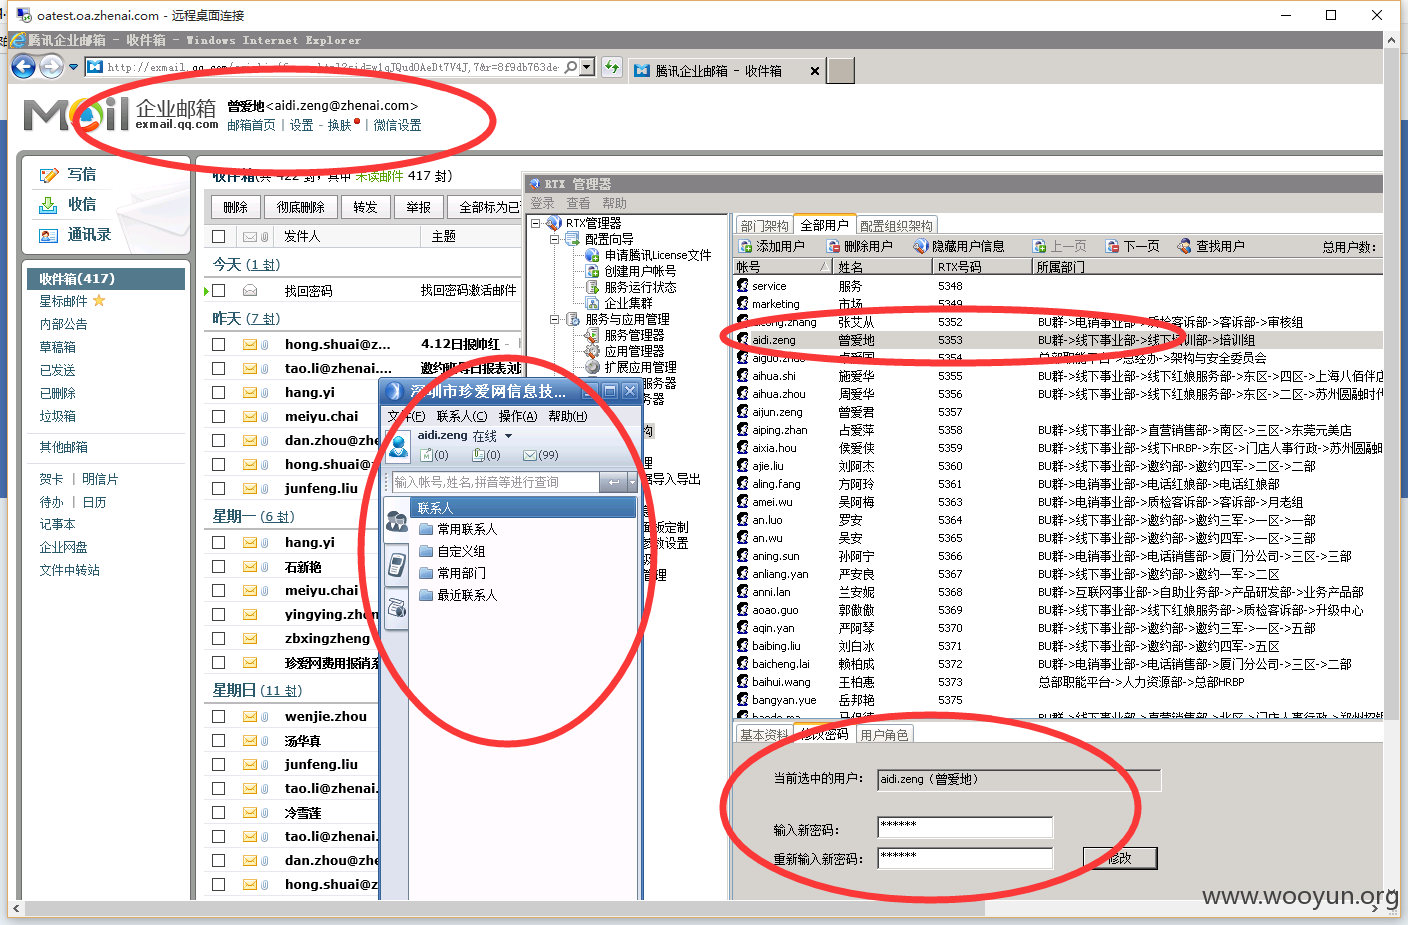 oatest.oa.zhenai.com - 远程桌面连接
腾讯企业邮箱 - 收件箱 - Windows Internet Explorer
腾讯企业邮箱 - 收件箱
Mail 企业邮箱
exmail.qq.com
曾爱地<aidi.zeng@zhenai.com>
邮箱首页 | 设置 - 换肤 | 微信设置
写信
收信
通讯录
收件箱(417)
星标邮件
内部公告
草稿箱
已发送
已删除
垃圾箱
其他邮箱
贺卡 | 明信片
待办 | 日历
记事本
企业网盘
文件中转站
收件箱(共 422 封, 其中 未读邮件 417 封)
删除 彻底删除 转发 举报 全部标为已
发件人 主题
今天 (1 封)
找回密码 找回密码激活邮件
昨天 (7 封)
hong.shuai@z... 4.12日报帅红 -
tao.li@zhenai....
hang.yi
meiyu.chai
dan.zhou@zhe
hong.shuai@z
junfeng.liu
星期一 (6 封)
hang.yi
石新艳
meiyu.chai
yingying.zhen
zbxingzheng
珍爱网费用报销系
星期日 (11 封)
wenjie.zhou
汤华真
junfeng.liu
tao.li@zhenai.
冷雪莲
tao.li@zhenai.
dan.zhou@zhe
hong.shuai@z
深圳市珍爱网信息技...
文件(F) 联系人(C) 操作(A) 帮助(H)
aidi.zeng 在线
(0) (0) (99)
输入帐号,姓名,拼音等进行查询
联系人
常用联系人
自定义组
常用部门
最近联系人
RTX 管理器
登录 查看 帮助
RTX管理器
配置向导
申请腾讯License文件
创建用户帐号
服务运行状态
企业集群
服务与应用管理
服务管理器
应用管理器
扩展应用管理
服务器
务器
构
理
据导入导出
面板定制
参数设置
管理
部门架构 全部用户 配置组织架构
添加用户 删除用户 隐藏用户信息 上一页 下一页 查找用户 总用户数:
帐号 姓名 RTX号码 所属部门
service 服务 5348
marketing 市场 5349
aicong.zhang 张艾从 5352 BU群->电销事业部->质检客诉部->客诉部->审核组
aidi.zeng 曾爱地 5353 BU群->线下事业部->线下培训部->培训组
aiguo.zhao 5354 总部职能平台->总经办->架构与安全委员会
aihua.shi 施爱华 5355 BU群->线下事业部->线下红娘服务部->东区->四区->上海八佰伴店
aihua.zhou 周爱华 5356 BU群->线下事业部->线下红娘服务部->东区->二区->苏州圆融时代
aijun.zeng 曾爱君 5357
aiping.zhan 占爱萍 5358 BU群->线下事业部->直营销售部->南区->三区->东莞元美店
aixia.hou 侯爱侠 5359 BU群->线下事业部->线下HRBP->东区->门店人事行政->苏州圆融
ajie.liu 刘阿杰 5360 BU群->线下事业部->邀约部->邀约四军->二区->二部
aling.fang 方阿玲 5361 BU群->电销事业部->电话红娘部->电话红娘部
amei.wu 吴阿梅 5363 BU群->电销事业部->质检客诉部->客诉部->月老组
an.luo 罗安 5364 BU群->线下事业部->邀约部->邀约三军->一区->一部
an.wu 吴安 5365 BU群->线下事业部->邀约部->邀约四军->一区->三部
aning.sun 孙阿宁 5366 BU群->电销事业部->电话销售部->厦门分公司->三区->三部
anliang.yan 严安良 5367 BU群->线下事业部->邀约部->邀约一军->二区
anni.lan 兰安妮 5368 BU群->互联网事业部->自助业务部->产品研发部->业务产品部
aoao.guo 郭傲傲 5369 BU群->线下事业部->线下红娘服务部->质检客诉部->升级中心
aqin.yan 严阿琴 5370 BU群->线下事业部->邀约部->邀约三军->一区->五部
baibing.liu 刘白冰 5371 BU群->线下事业部->邀约部->邀约四军->五区
baicheng.lai 赖柏成 5372 BU群->电销事业部->电话销售部->厦门分公司->三区->二部
baihui.wang 王柏惠 5373 总部职能平台->人力资源部->总部HRBP
bangyan.yue 岳邦艳 5375
基本资料 修改密码 用户角色
当前选中的用户: aidi.zeng (曾爱地)
输入新密码: ******
重新输入新密码: ****** 修改
www.wooyun.org